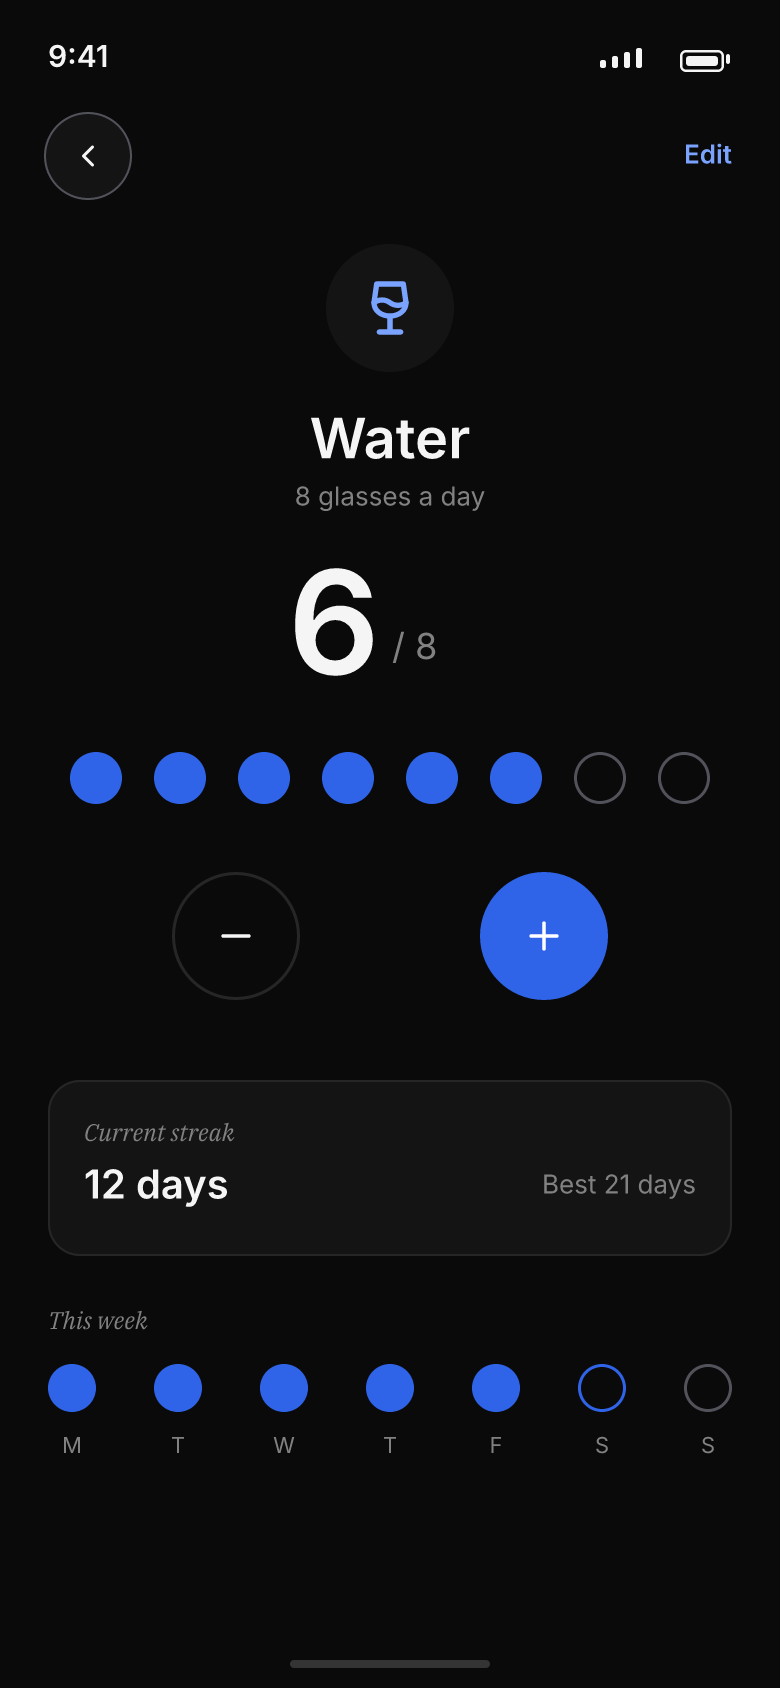 9:41
Edit
Water
8 glasses a day
6 / 8
Current streak
12 days
Best 21 days
This week
M T W T F S S